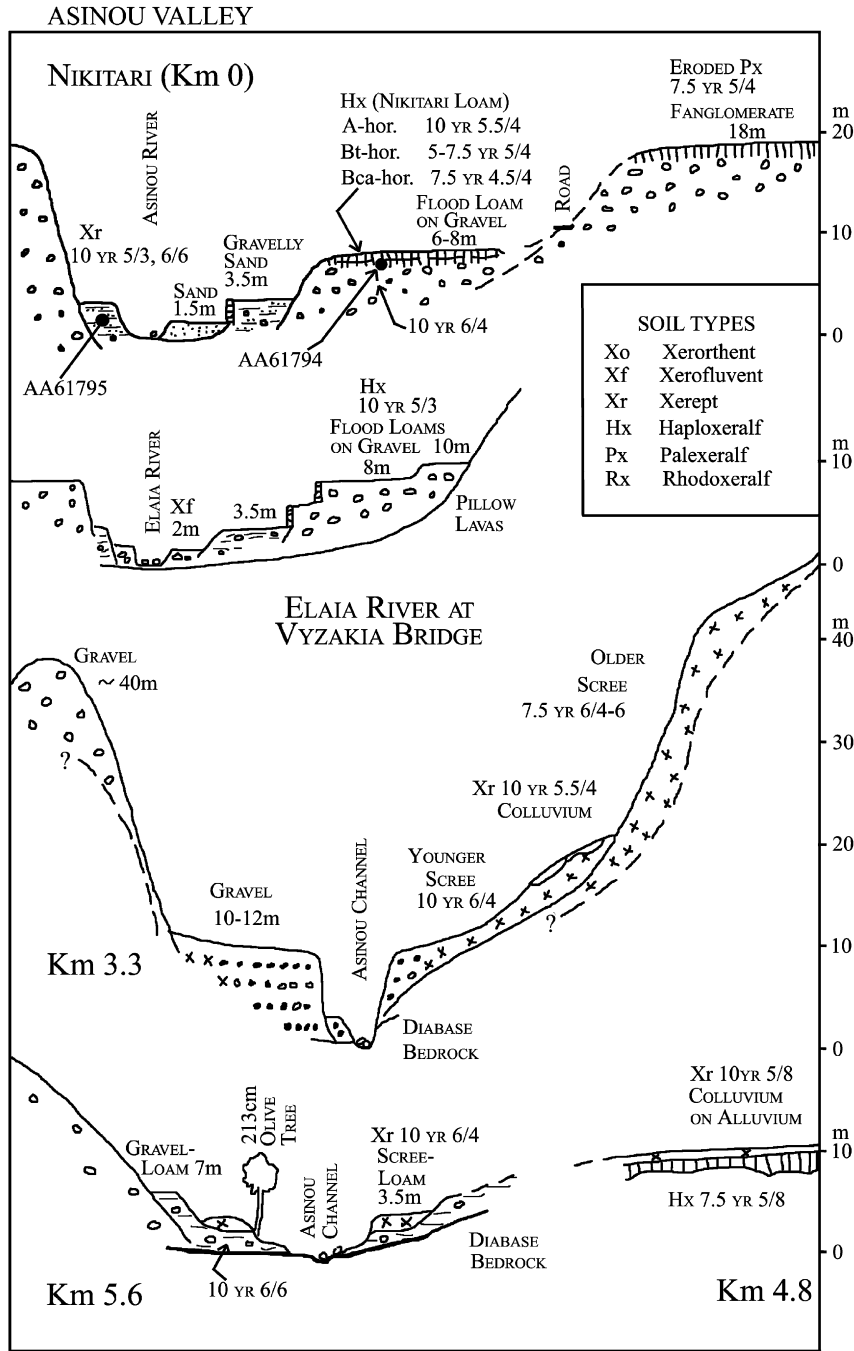 ASINOU VALLEY
NIKITARI (KM 0)
ASINOU RIVER
Xr
10 YR 5/3, 6/6
SAND
1.5m
GRAVELLY
SAND
3.5m
HX (NIKITARI LOAM)
A-hor. 10 YR 5.5/4
Bt-hor. 5-7.5 YR 5/4
Bca-hor. 7.5 YR 4.5/4
FLOOD LOAM
ON GRAVEL
6-8m
ROAD
ERODED PX
7.5 YR 5/4
FANGLOMERATE
18m
m
20
10
0
AA61795
AA61794
10 YR 6/4
SOIL TYPES
Xo Xerorthent
Xf Xerofluvent
Xr Xerept
Hx Haploxeralf
Px Palexeralf
Rx Rhodoxeralf
ELAIA RIVER
Xf
2m
3.5m
Hx
10 YR 5/3
FLOOD LOAMS
ON GRAVEL
8m
10m
PILLOW
LAVAS
m
10
0
ELAIA RIVER AT
VYZAKIA BRIDGE
GRAVEL
~ 40m
?
GRAVEL
10-12m
ASINOU CHANNEL
YOUNGER
SCREE
10 YR 6/4
Xr 10 YR 5.5/4
COLLUVIUM
OLDER
SCREE
7.5 YR 6/4-6
?
DIABASE
BEDROCK
Km 3.3
m
40
30
20
10
0
GRAVEL-
LOAM 7m
213cm
OLIVE
TREE
ASINOU
CHANNEL
Xr 10 YR 6/4
SCREE-
LOAM
3.5m
DIABASE
BEDROCK
10 YR 6/6
Km 5.6
Xr 10YR 5/8
COLLUVIUM
ON ALLUVIUM
Hx 7.5 YR 5/8
Km 4.8
m
10
0